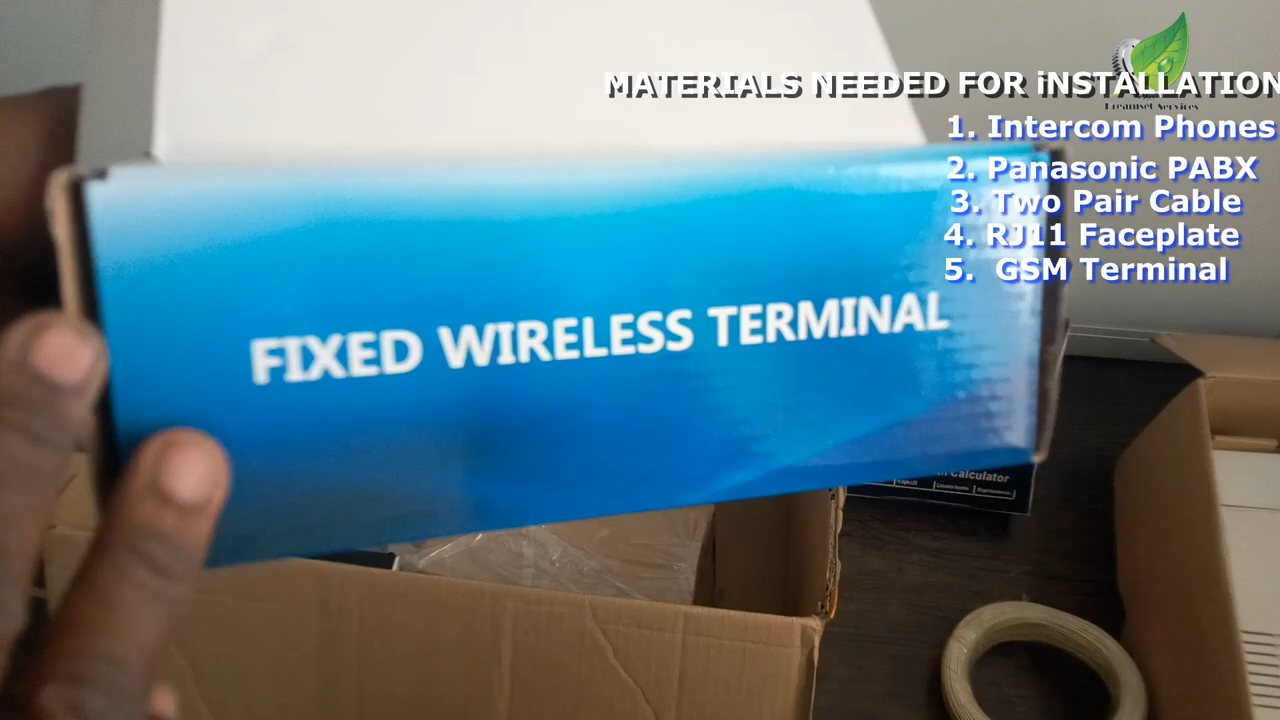 MATERIALS NEEDED FOR iNSTALLATION
1. Intercom Phones
2. Panasonic PABX
3. Two Pair Cable
4. RJ11 Faceplate
5. GSM Terminal
FIXED WIRELESS TERMINAL
Calculator